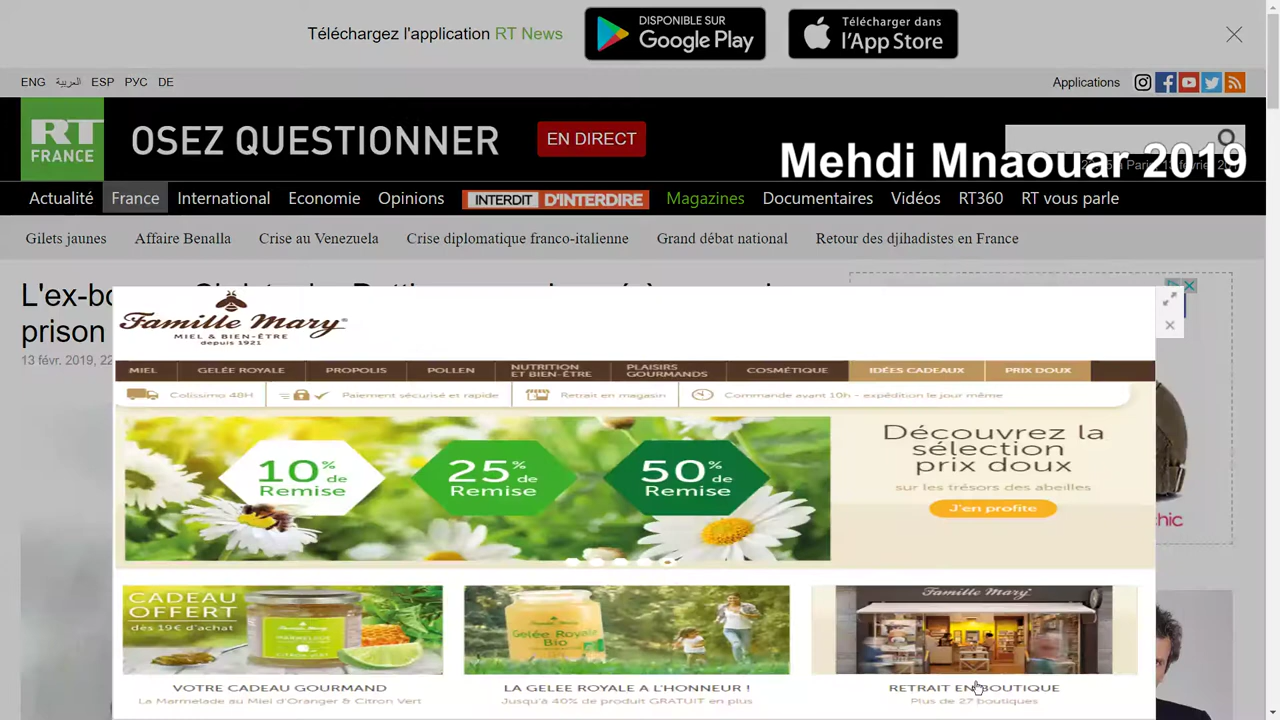 Téléchargez l'application RT News
DISPONIBLE SUR
Google Play
Télécharger dans
l'App Store
ENG العربية ESP РУС DE
Applications
RT
FRANCE
OSEZ QUESTIONNER
EN DIRECT
Mehdi Mnaouar 2019
Actualité France International Economie Opinions INTERDIT D'INTERDIRE Magazines Documentaires Vidéos RT360 RT vous parle
Gilets jaunes Affaire Benalla Crise au Venezuela Crise diplomatique franco-italienne Grand débat national Retour des djihadistes en France
L'ex-bo
prison
13 févr. 2019, 22
Famille Mary
MIEL & BIEN-ÊTRE
depuis 1921
MIEL GELÉE ROYALE PROPOLIS POLLEN NUTRITION ET BIEN-ÊTRE PLAISIRS GOURMANDS COSMÉTIQUE IDÉES CADEAUX PRIX DOUX
Colissimo 48H Paiement sécurisé et rapide Retrait en magasin Commande avant 10h - expédition le jour même
10% de Remise
25% de Remise
50% de Remise
Découvrez la
sélection
prix doux
sur les trésors des abeilles
J'en profite
chic
CADEAU
OFFERT
dès 19€ d'achat
MARMELADE
Gelée Royale
Bio
Famille Mary
VOTRE CADEAU GOURMAND
La Marmelade au Miel d'Oranger & Citron Vert
LA GELEE ROYALE A L'HONNEUR !
Jusqu'à 40% de produit GRATUIT en plus
RETRAIT EN BOUTIQUE
Plus de 27 boutiques